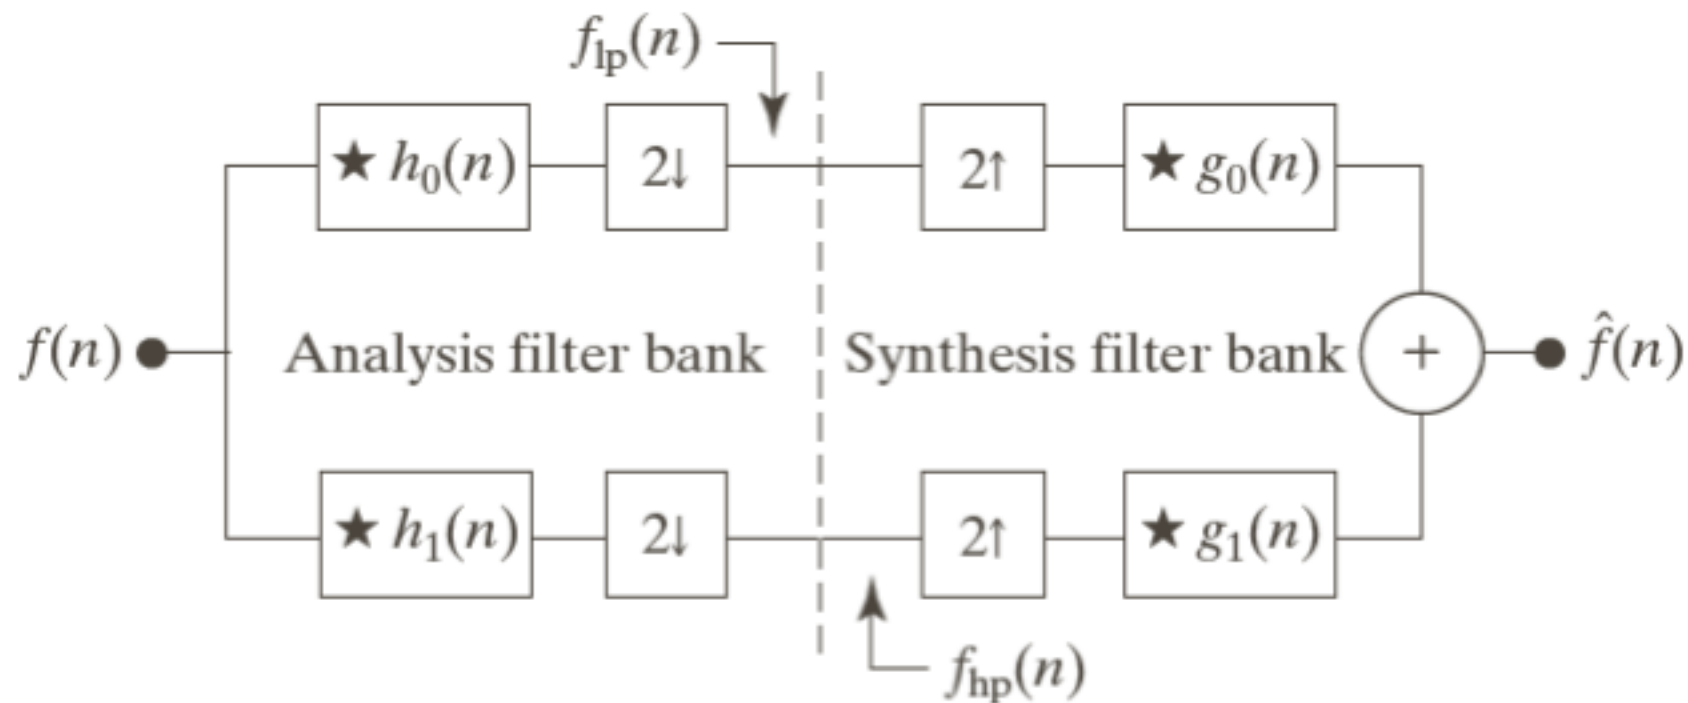 f_lp(n)
★ h_0(n) 2↓ 2↑ ★ g_0(n)
f(n) Analysis filter bank Synthesis filter bank + f̂(n)
★ h_1(n) 2↓ 2↑ ★ g_1(n)
f_hp(n)